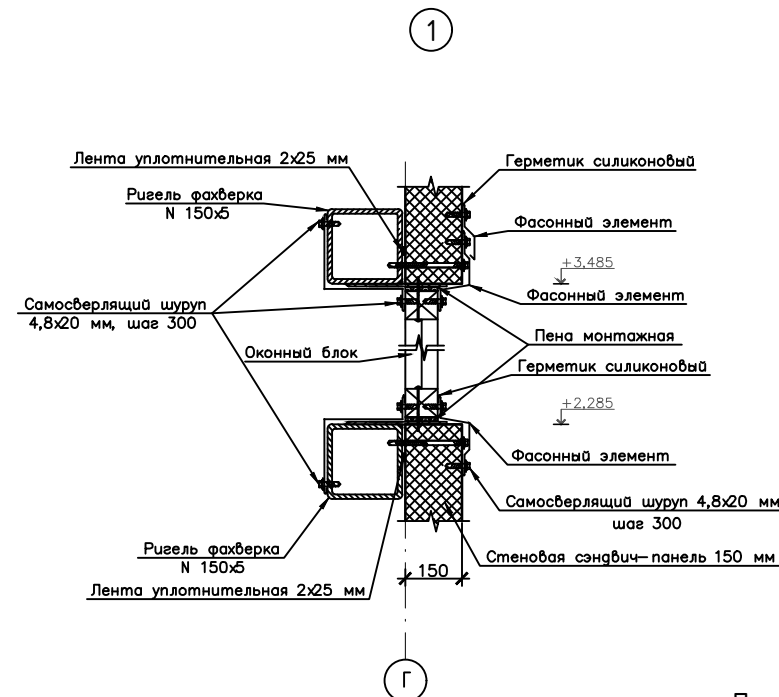 1
Лента уплотнительная 2х25 мм
Герметик силиконовый
Ригель фахверка
N 150х5
Фасонный элемент
+3,485
Фасонный элемент
Самосверлящий шуруп
4,8х20 мм, шаг 300
Пена монтажная
Оконный блок
Герметик силиконовый
+2,285
Фасонный элемент
Самосверлящий шуруп 4,8х20 мм
шаг 300
Ригель фахверка
N 150х5
Стеновая сэндвич-панель 150 мм
150
Лента уплотнительная 2х25 мм
Г